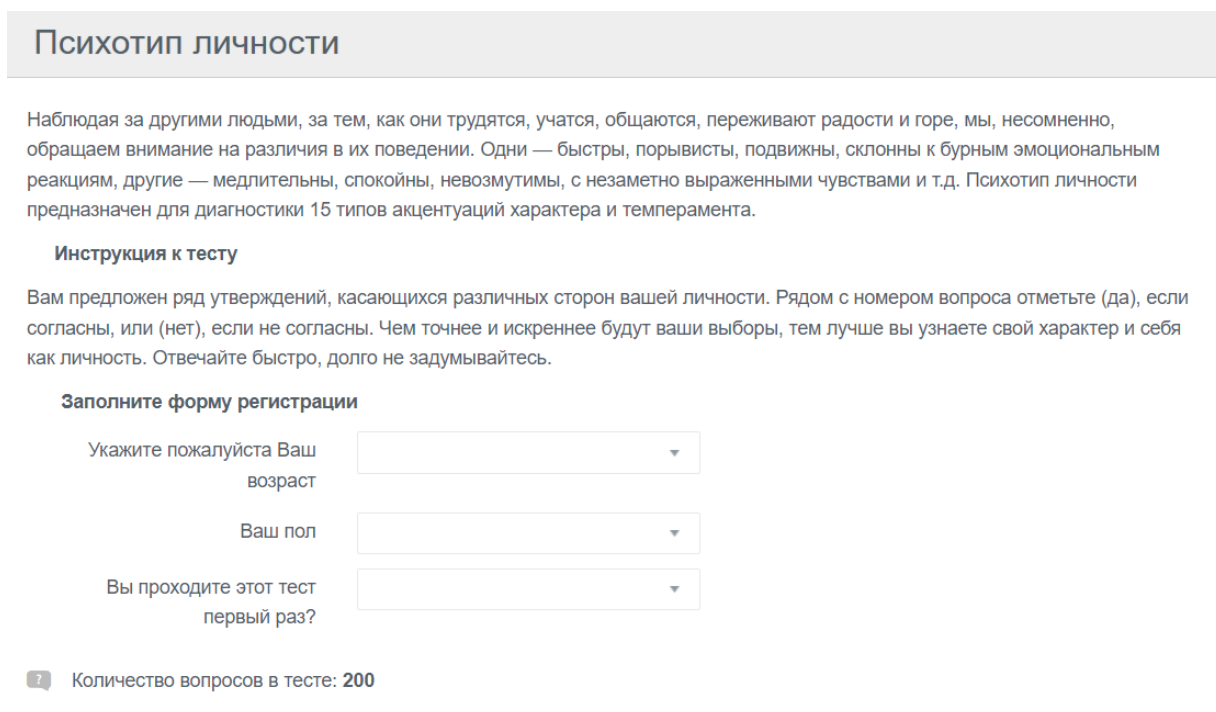 Психотип личности
Наблюдая за другими людьми, за тем, как они трудятся, учатся, общаются, переживают радости и горе, мы, несомненно,
обращаем внимание на различия в их поведении. Одни — быстры, порывисты, подвижны, склонны к бурным эмоциональным
реакциям, другие — медлительны, спокойны, невозмутимы, с незаметно выраженными чувствами и т.д. Психотип личности
предназначен для диагностики 15 типов акцентуаций характера и темперамента.
Инструкция к тесту
Вам предложен ряд утверждений, касающихся различных сторон вашей личности. Рядом с номером вопроса отметьте (да), если
согласны, или (нет), если не согласны. Чем точнее и искреннее будут ваши выборы, тем лучше вы узнаете свой характер и себя
как личность. Отвечайте быстро, долго не задумывайтесь.
Заполните форму регистрации
Укажите пожалуйста Ваш
возраст
Ваш пол
Вы проходите этот тест
первый раз?
? Количество вопросов в тесте: 200